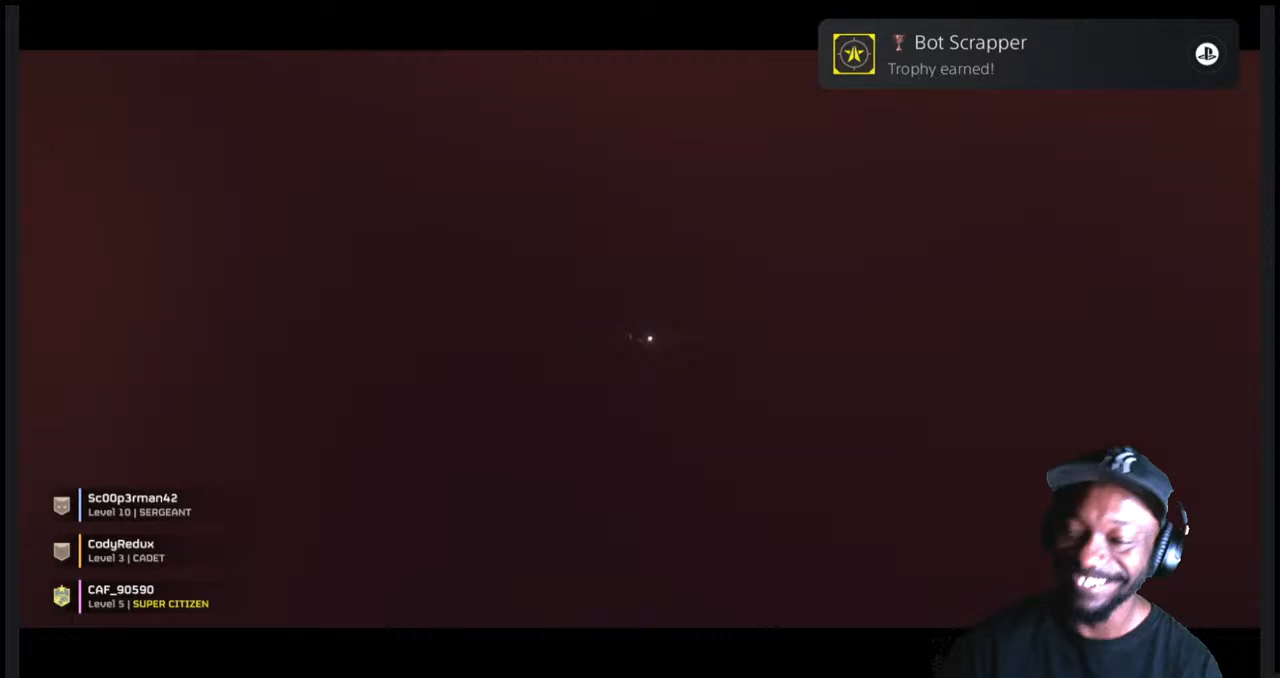 Bot Scrapper
Trophy earned!
Sc00p3rman42
Level 10 | SERGEANT
CodyRedux
Level 3 | CADET
CAF_90590
Level 5 | SUPER CITIZEN